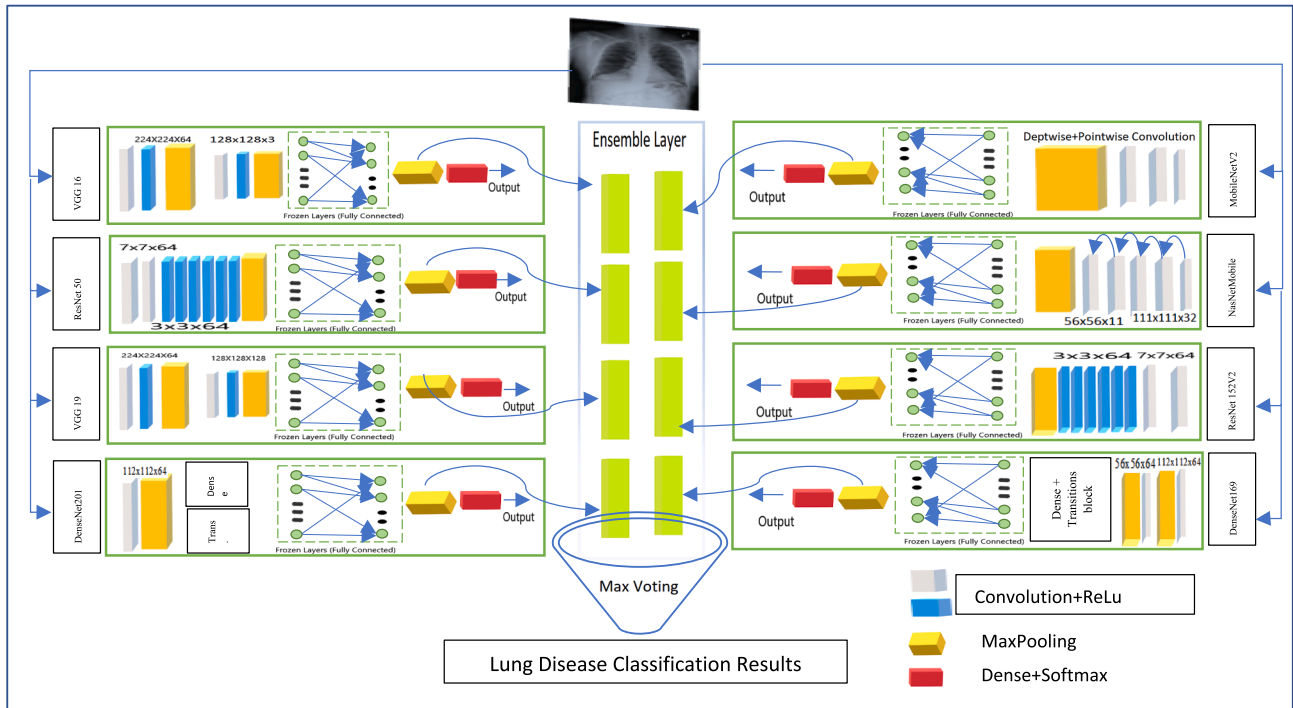 VGG 16
224X224X64
128x128x3
Frozen Layers (Fully Connected)
Output
ResNet 50
7x7x64
3x3x64
Frozen Layers (Fully Connected)
Output
VGG 19
224X224X64
128X128X128
Frozen Layers (Fully Connected)
Output
DenseNet201
112x112x64
Dens
e
Trans
.
Frozen Layers (Fully Connected)
Output
Ensemble Layer
Output
Frozen Layers (Fully Connected)
Deptwise+Pointwise Convolution
MobileNetV2
Output
Frozen Layers (Fully Connected)
56x56x11
111x111x32
NasNetMobile
Output
Frozen Layers (Fully Connected)
3x3x64
7x7x64
ResNet 152V2
Output
Frozen Layers (Fully Connected)
Dense +
Transitions
block
56x56x64
112x112x64
DenseNet169
Max Voting
Lung Disease Classification Results
Convolution+ReLu
MaxPooling
Dense+Softmax